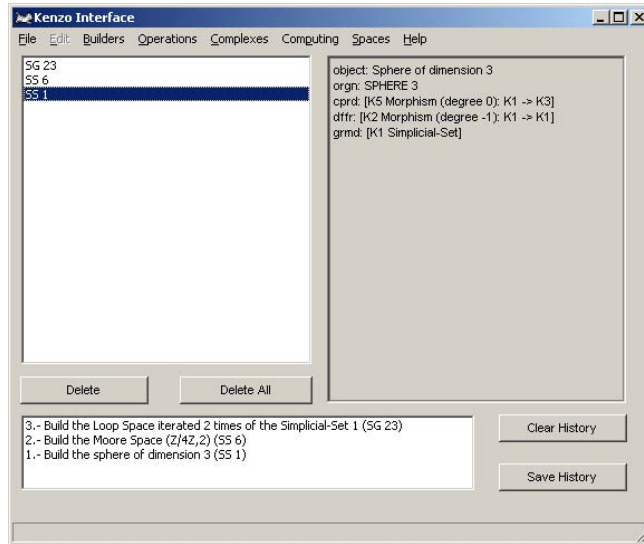 Kenzo Interface
File Edit Builders Operations Complexes Computing Spaces Help
SG 23
SS 6
SS 1
object: Sphere of dimension 3
orgn: SPHERE 3
cprd: [K5 Morphism (degree 0): K1 -> K3]
dffr: [K2 Morphism (degree -1): K1 -> K1]
grmd: [K1 Simplicial-Set]
Delete Delete All
3.- Build the Loop Space iterated 2 times of the Simplicial-Set 1 (SG 23)
2.- Build the Moore Space (Z/4Z,2) (SS 6)
1.- Build the sphere of dimension 3 (SS 1)
Clear History
Save History